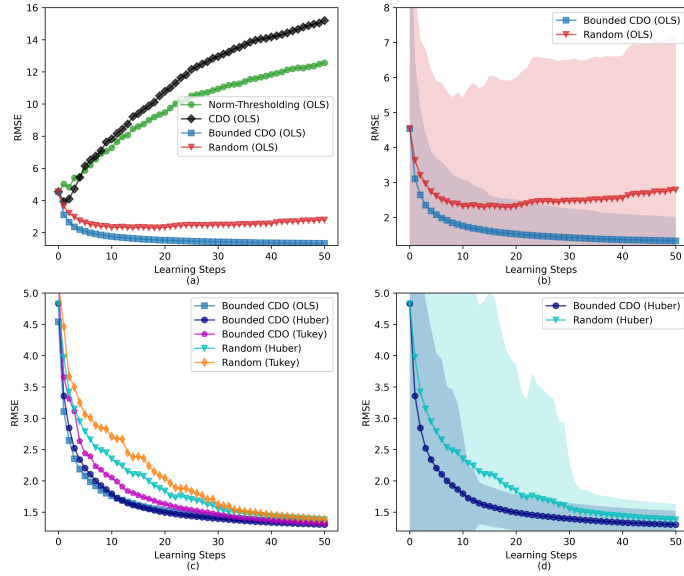 16
14
12
10
8
6
4
2
RMSE
Norm-Thresholding (OLS)
CDO (OLS)
Bounded CDO (OLS)
Random (OLS)
0 10 20 30 40 50
Learning Steps
(a)
8
7
6
5
4
3
2
RMSE
Bounded CDO (OLS)
Random (OLS)
0 10 20 30 40 50
Learning Steps
(b)
5.0
4.5
4.0
3.5
3.0
2.5
2.0
1.5
RMSE
Bounded CDO (OLS)
Bounded CDO (Huber)
Bounded CDO (Tukey)
Random (Huber)
Random (Tukey)
0 10 20 30 40 50
Learning Steps
(c)
5.0
4.5
4.0
3.5
3.0
2.5
2.0
1.5
RMSE
Bounded CDO (Huber)
Random (Huber)
0 10 20 30 40 50
Learning Steps
(d)